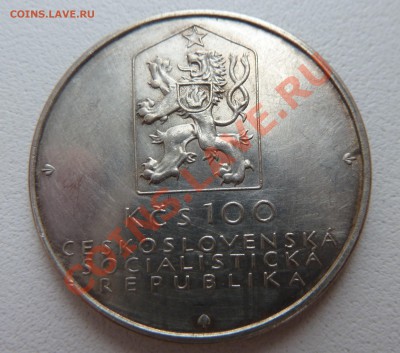 COINS.LAVE.RU
COINS.LAVE.RU
Kčs 100
ČESKOSLOVENSKÁ
SOCIALISTICKÁ
REPUBLIKA